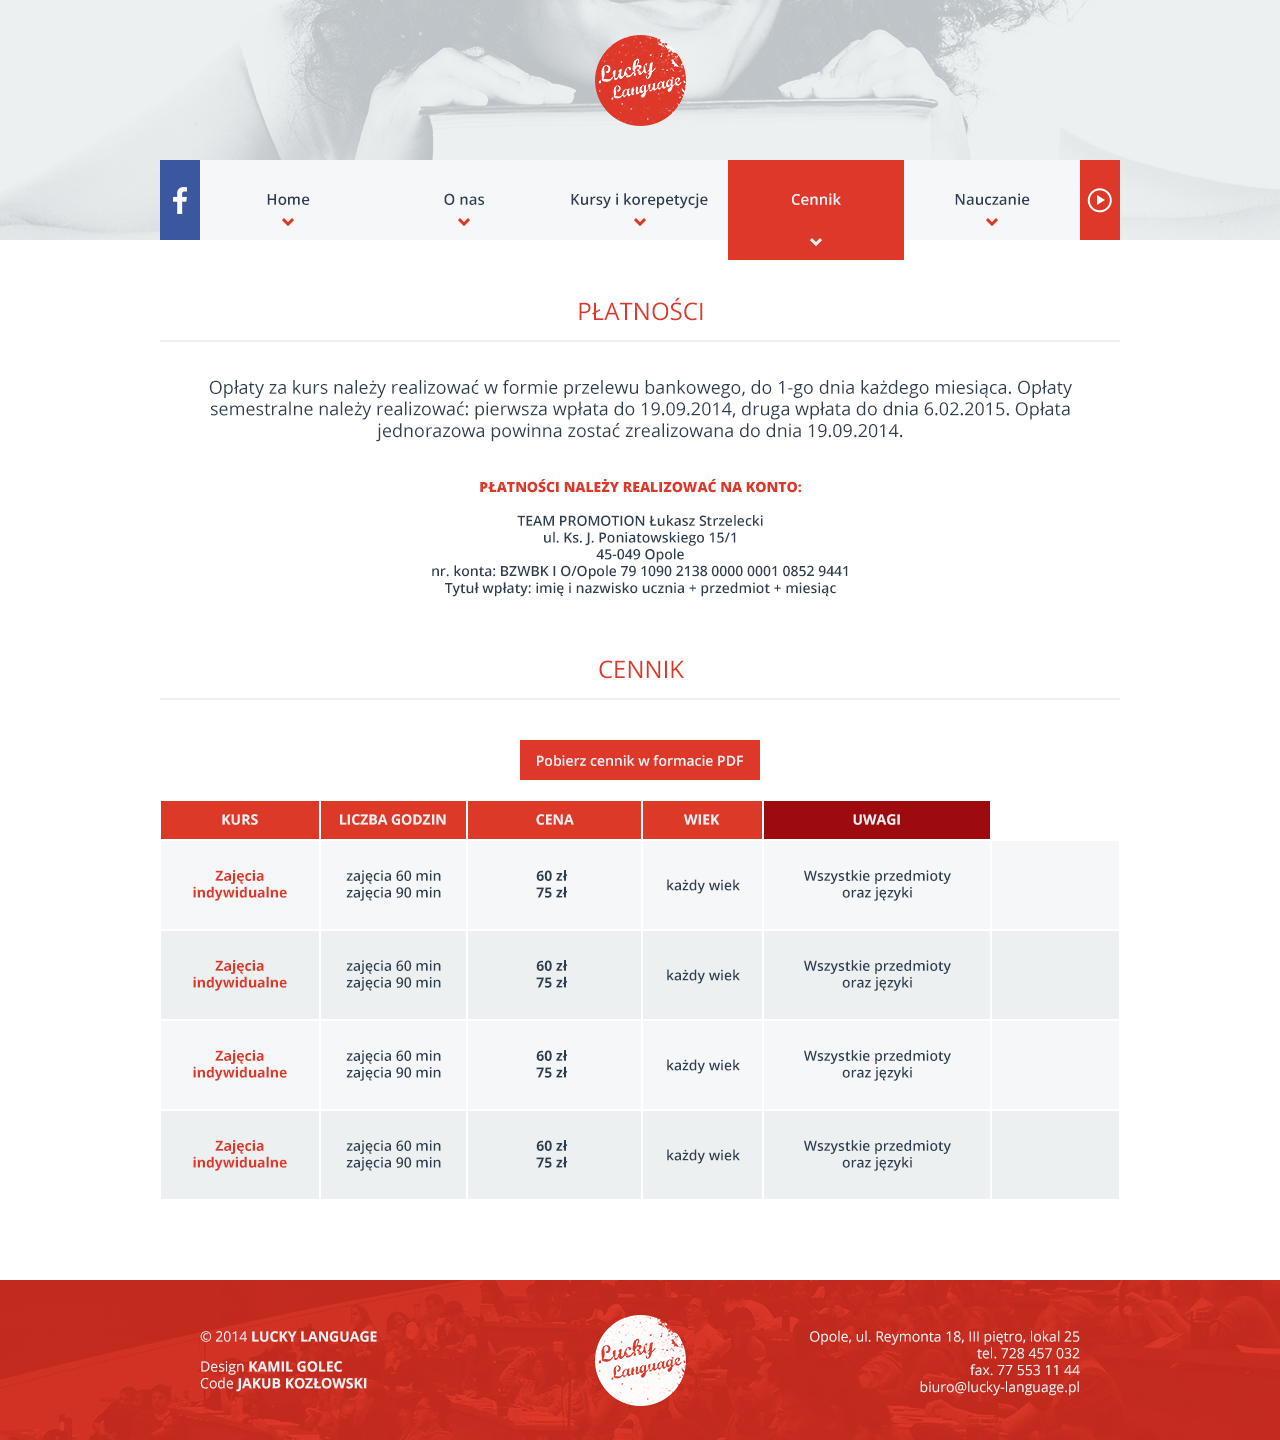 Lucky
Language
Home
O nas
Kursy i korepetycje
Cennik
Nauczanie
PŁATNOŚCI
Opłaty za kurs należy realizować w formie przelewu bankowego, do 1-go dnia każdego miesiąca. Opłaty
semestralne należy realizować: pierwsza wpłata do 19.09.2014, druga wpłata do dnia 6.02.2015. Opłata
jednorazowa powinna zostać zrealizowana do dnia 19.09.2014.
PŁATNOŚCI NALEŻY REALIZOWAĆ NA KONTO:
TEAM PROMOTION Łukasz Strzelecki
ul. Ks. J. Poniatowskiego 15/1
45-049 Opole
nr. konta: BZWBK I O/Opole 79 1090 2138 0000 0001 0852 9441
Tytuł wpłaty: imię i nazwisko ucznia + przedmiot + miesiąc
CENNIK
Pobierz cennik w formacie PDF
KURS LICZBA GODZIN CENA WIEK UWAGI
Zajęcia zajęcia 60 min 60 zł Wszystkie przedmioty
każdy wiek
indywidualne zajęcia 90 min 75 zł oraz języki
Zajęcia zajęcia 60 min 60 zł Wszystkie przedmioty
każdy wiek
indywidualne zajęcia 90 min 75 zł oraz języki
Zajęcia zajęcia 60 min 60 zł Wszystkie przedmioty
każdy wiek
indywidualne zajęcia 90 min 75 zł oraz języki
Zajęcia zajęcia 60 min 60 zł Wszystkie przedmioty
każdy wiek
indywidualne zajęcia 90 min 75 zł oraz języki
© 2014 LUCKY LANGUAGE
Design KAMIL GOLEC
Code JAKUB KOZŁOWSKI
Lucky
Language
Opole, ul. Reymonta 18, III piętro, lokal 25
tel. 728 457 032
fax. 77 553 11 44
biuro@lucky-language.pl